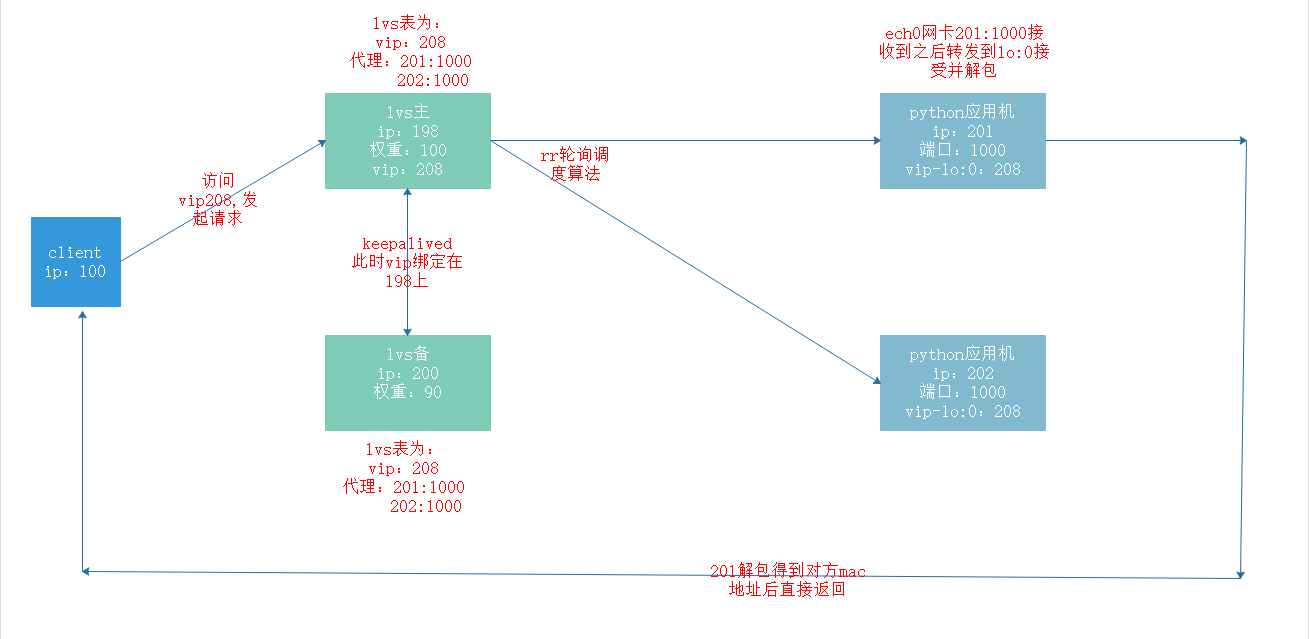 lvs表为:
vip：208
代理：201:1000
202:1000
lvs主
ip：198
权重：100
vip：208
ech0网卡201:1000接
收到之后转发到lo:0接
受并解包
python应用机
ip：201
端口：1000
vip-lo:0：208
rr轮询调
度算法
访问
vip208,发
起请求
client
ip：100
keepalived
此时vip绑定在
198上
lvs备
ip：200
权重：90
lvs表为:
vip：208
代理：201:1000
202:1000
python应用机
ip：202
端口：1000
vip-lo:0：208
201解包得到对方mac
地址后直接返回